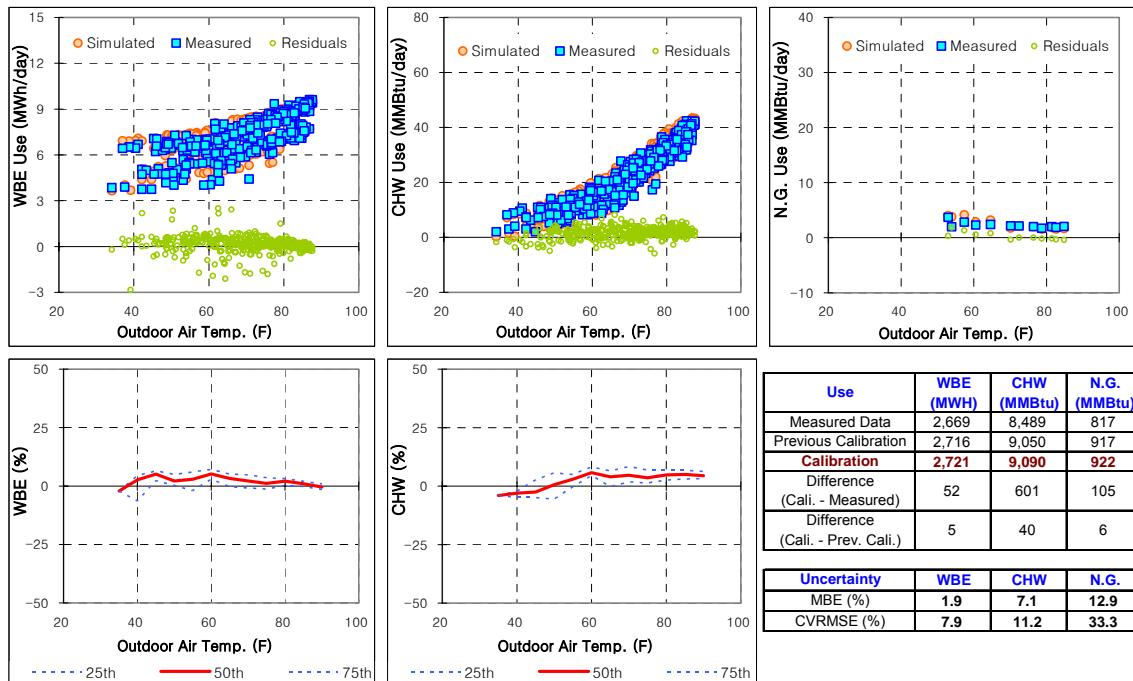 Simulated Measured Residuals
WBE Use (MWh/day)
15
12
9
6
3
0
−3
20 40 60 80 100
Outdoor Air Temp. (F)
Simulated Measured Residuals
CHW Use (MMBtu/day)
80
60
40
20
0
−20
20 40 60 80 100
Outdoor Air Temp. (F)
Simulated Measured Residuals
N.G. Use (MMBtu/day)
40
30
20
10
0
−10
20 40 60 80 100
Outdoor Air Temp. (F)
WBE (%)
50
25
0
−25
−50
20 40 60 80 100
Outdoor Air Temp. (F)
25th 50th 75th
CHW (%)
50
25
0
−25
−50
20 40 60 80 100
Outdoor Air Temp. (F)
25th 50th 75th
Use WBE (MWH) CHW (MMBtu) N.G. (MMBtu)
Measured Data 2,669 8,489 817
Previous Calibration 2,716 9,050 917
Calibration 2,721 9,090 922
Difference (Cali. - Measured) 52 601 105
Difference (Cali. - Prev. Cali.) 5 40 6
Uncertainty WBE CHW N.G.
MBE (%) 1.9 7.1 12.9
CVRMSE (%) 7.9 11.2 33.3